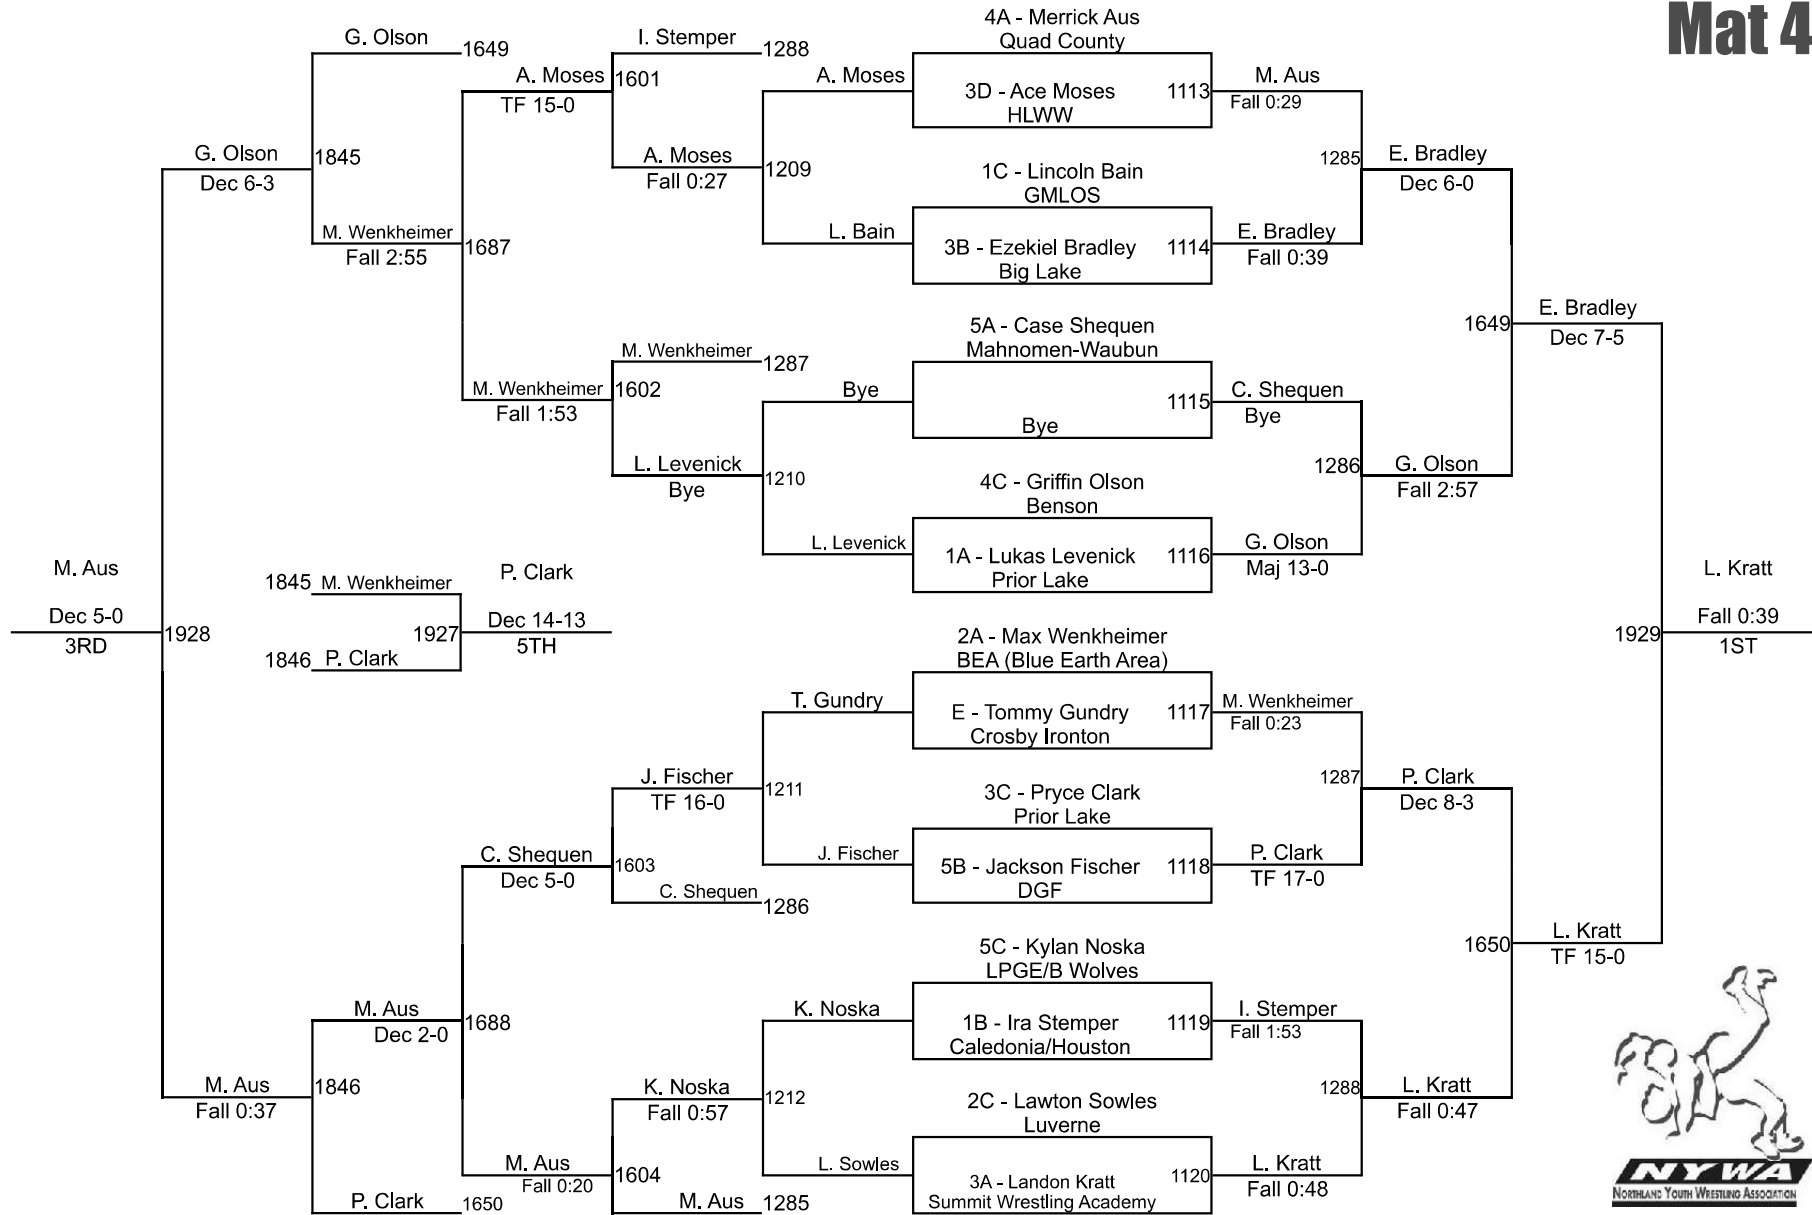 Mat 4
4A - Merrick Aus
Quad County
3D - Ace Moses
HLWW
1113
1C - Lincoln Bain
GMLOS
3B - Ezekiel Bradley
Big Lake
1114
5A - Case Shequen
Mahnomen-Waubun
Bye
1115
4C - Griffin Olson
Benson
1A - Lukas Levenick
Prior Lake
1116
2A - Max Wenkheimer
BEA (Blue Earth Area)
E - Tommy Gundry
Crosby Ironton
1117
3C - Pryce Clark
Prior Lake
5B - Jackson Fischer
DGF
1118
5C - Kylan Noska
LPGE/B Wolves
1B - Ira Stemper
Caledonia/Houston
1119
2C - Lawton Sowles
Luverne
3A - Landon Kratt
Summit Wrestling Academy
1120
M. Aus
Fall 0:29
1285
E. Bradley
Fall 0:39
C. Shequen
Bye
1286
G. Olson
Maj 13-0
M. Wenkheimer
Fall 0:23
1287
P. Clark
TF 17-0
I. Stemper
Fall 1:53
1288
L. Kratt
Fall 0:48
E. Bradley
Dec 6-0
1649
G. Olson
Fall 2:57
P. Clark
Dec 8-3
1650
L. Kratt
Fall 0:47
E. Bradley
Dec 7-5
1929
L. Kratt
TF 15-0
L. Kratt
Fall 0:39
1ST
A. Moses
1209
L. Bain
Bye
1210
L. Levenick
T. Gundry
1211
J. Fischer
K. Noska
1212
L. Sowles
I. Stemper
1288
1601
A. Moses
Fall 0:27
M. Wenkheimer
1287
1602
L. Levenick
Bye
J. Fischer
TF 16-0
1603
C. Shequen
1286
K. Noska
Fall 0:57
1604
M. Aus
1285
A. Moses
TF 15-0
1687
M. Wenkheimer
Fall 1:53
C. Shequen
Dec 5-0
1688
M. Aus
Fall 0:20
G. Olson
1649
1845
M. Wenkheimer
Fall 2:55
M. Aus
Dec 2-0
1846
P. Clark
1650
G. Olson
Dec 6-3
1928
M. Aus
Fall 0:37
M. Aus
Dec 5-0
3RD
1845
M. Wenkheimer
1927
1846
P. Clark
P. Clark
Dec 14-13
5TH
NYWA
NORTHLAND YOUTH WRESTLING ASSOCIATION